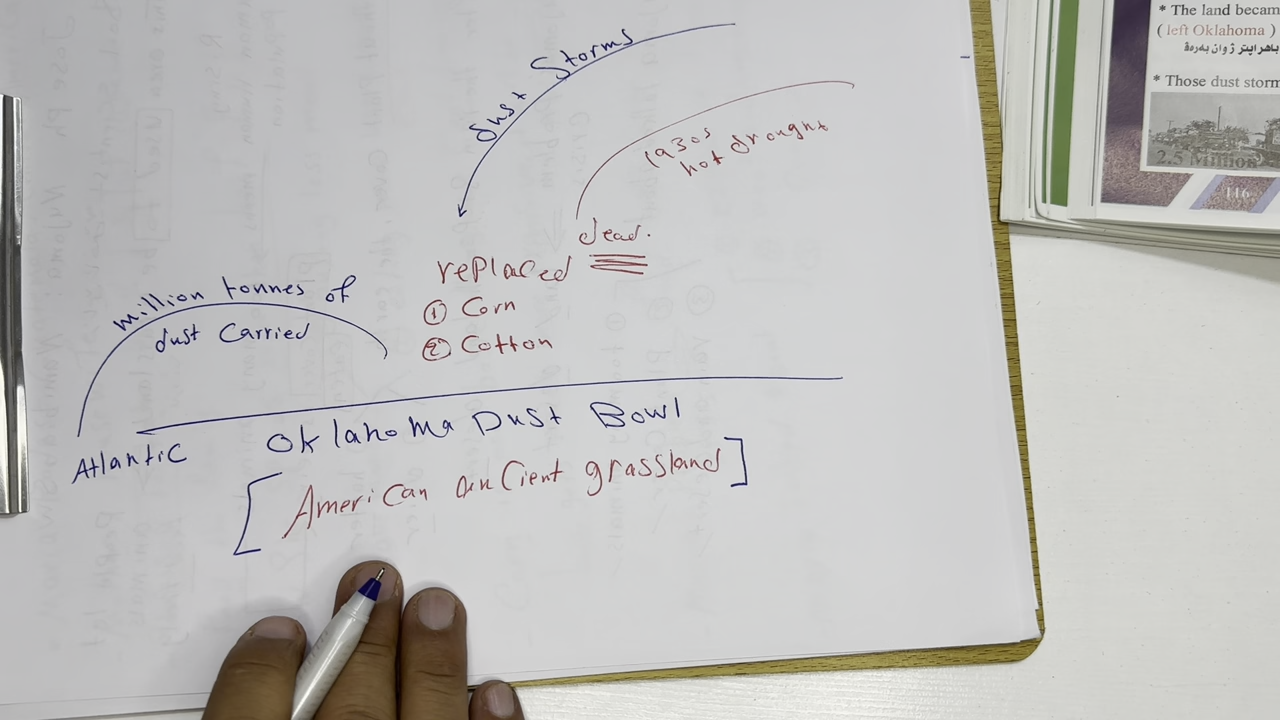 dust Storms
1930s
hot drought
dead.
replaced
① Corn
② Cotton
million tonnes of
dust Carried
Oklahoma Dust Bowl
Atlantic
[American ancient grassland]
* The land becam
( left Oklahoma )
* Those dust storm
2.5 Million
116